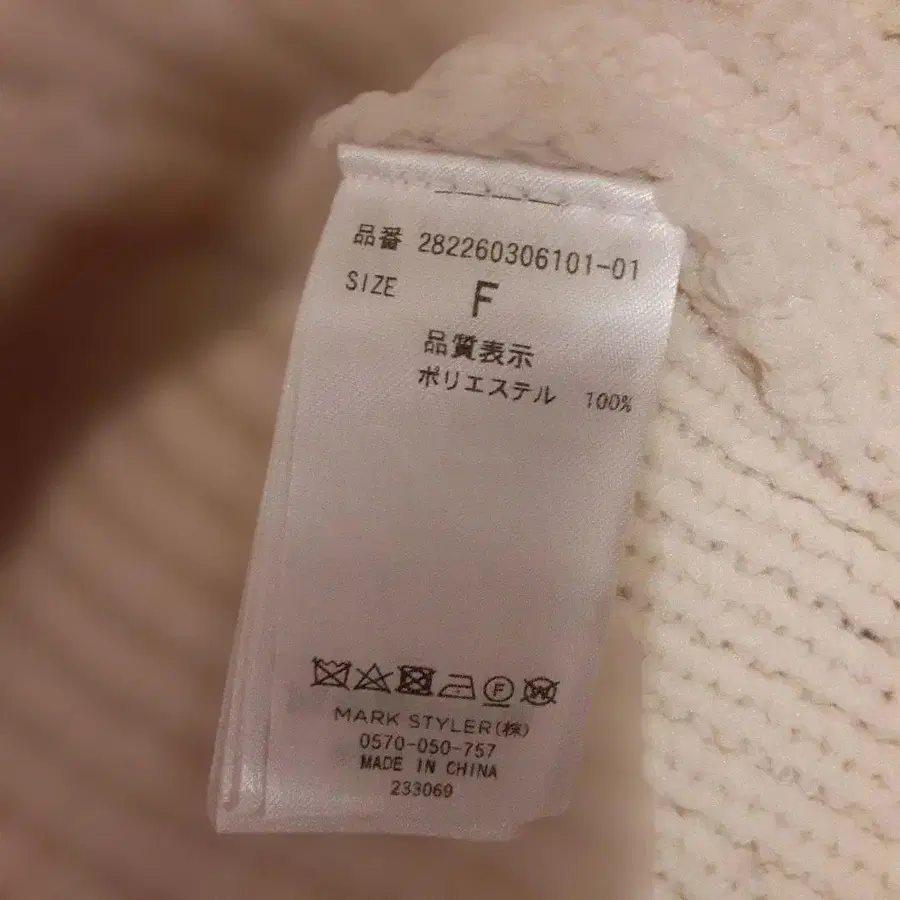 品番 282260306101-01
SIZE F
品質表示
ポリエステル 100%
F W
MARK STYLER(株)
0570-050-757
MADE IN CHINA
233069